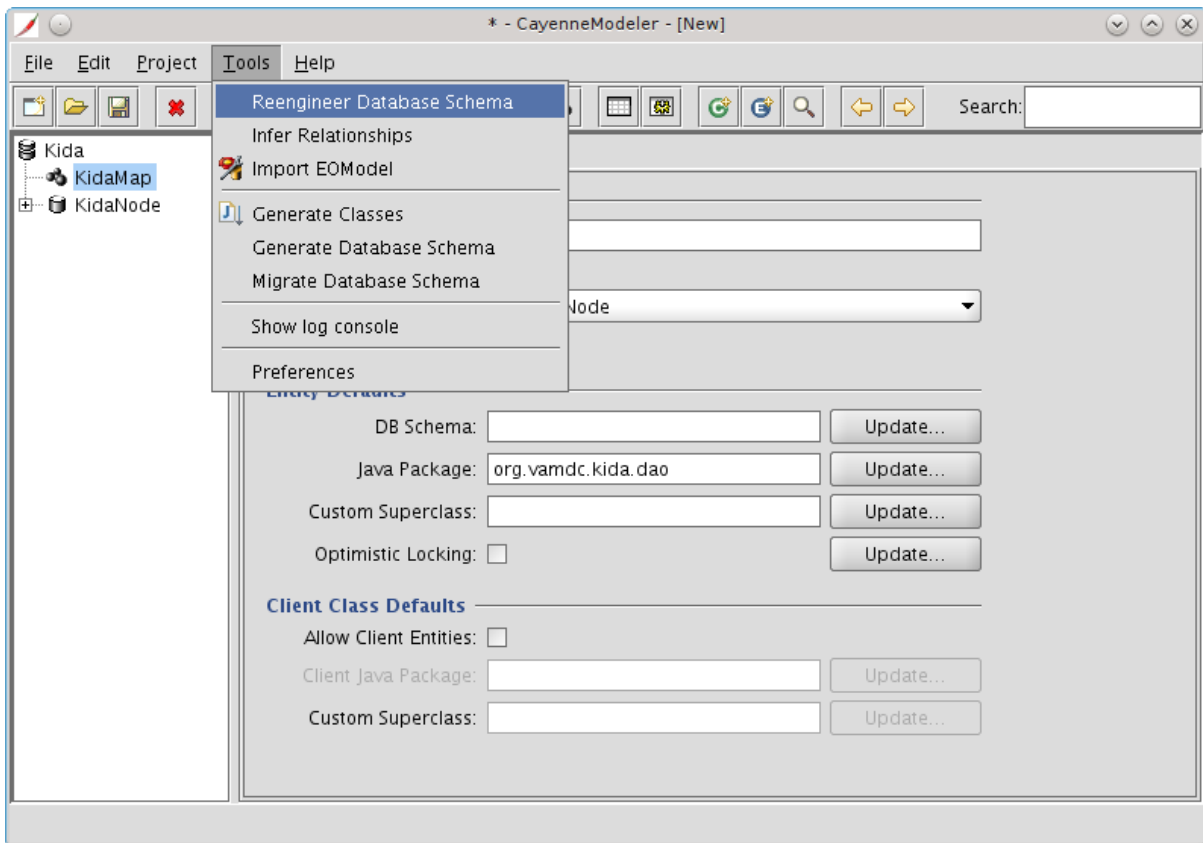 * - CayenneModeler - [New]
File Edit Project Tools Help
Search:
Reengineer Database Schema
Infer Relationships
Import EOModel
Generate Classes
Generate Database Schema
Migrate Database Schema
Show log console
Preferences
Kida
KidaMap
KidaNode
Node
Entity Defaults
DB Schema: Update...
Java Package: org.vamdc.kida.dao Update...
Custom Superclass: Update...
Optimistic Locking: Update...
Client Class Defaults
Allow Client Entities:
Client Java Package: Update...
Custom Superclass: Update...